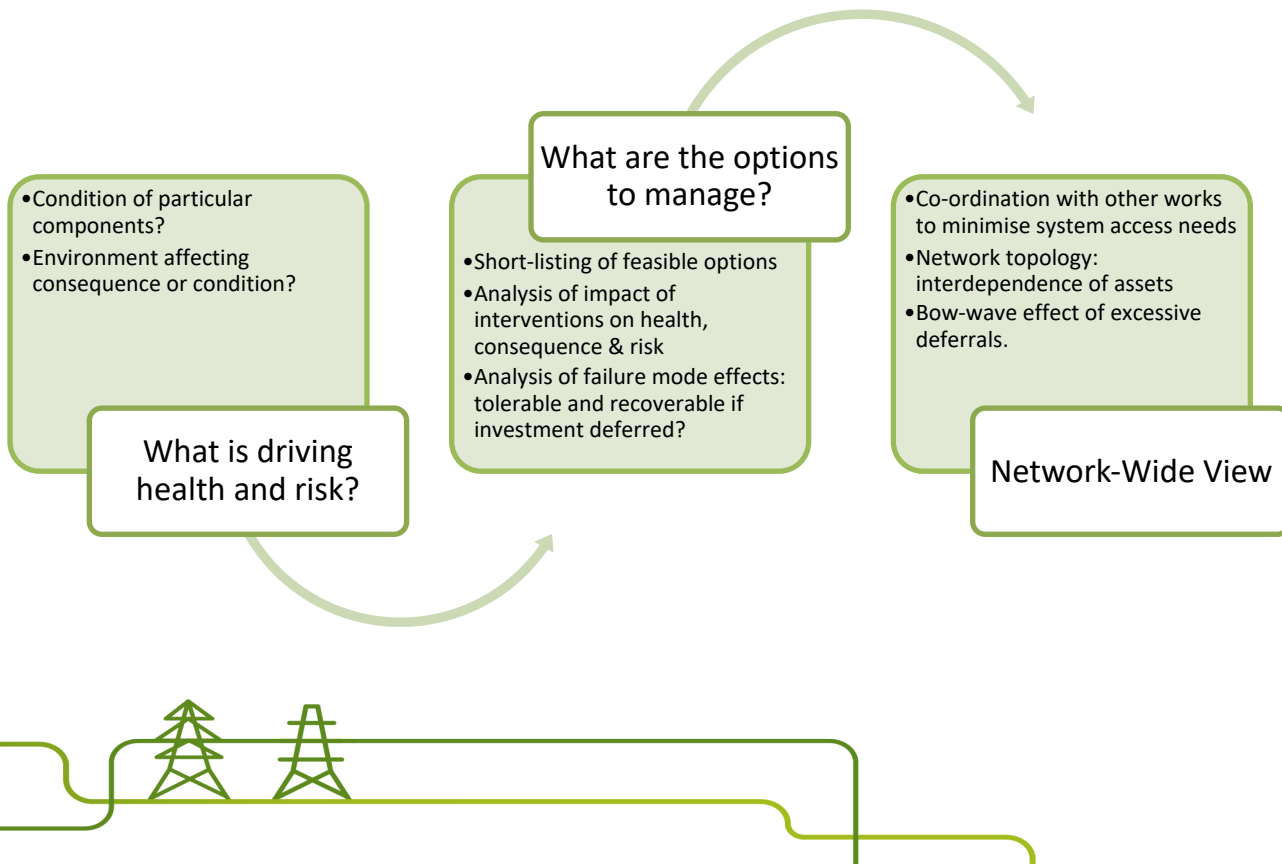 •Condition of particular
components?
•Environment affecting
consequence or condition?
What is driving
health and risk?
What are the options
to manage?
•Short-listing of feasible options
•Analysis of impact of
interventions on health,
consequence & risk
•Analysis of failure mode effects:
tolerable and recoverable if
investment deferred?
•Co-ordination with other works
to minimise system access needs
•Network topology:
interdependence of assets
•Bow-wave effect of excessive
deferrals.
Network-Wide View